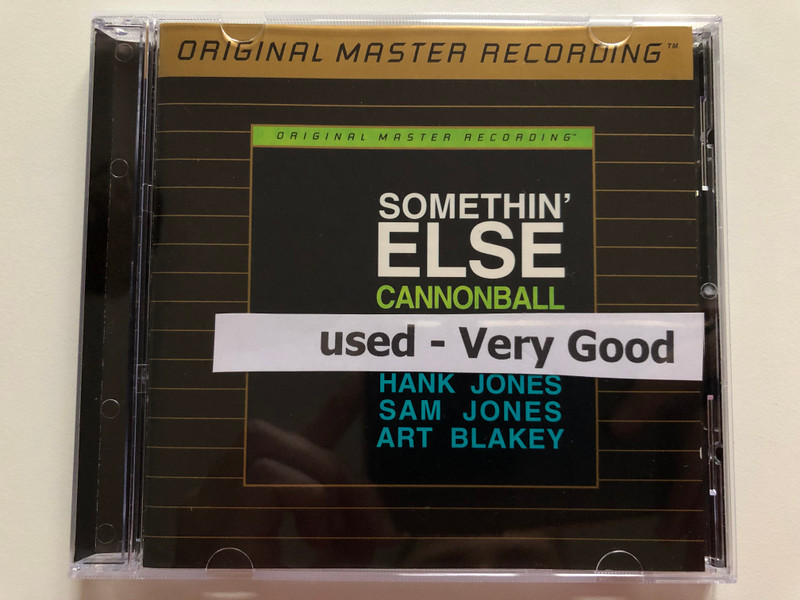 ORIGINAL MASTER RECORDING™
ORIGINAL MASTER RECORDING™
SOMETHIN'
ELSE
CANNONBALL
used - Very Good
HANK JONES
SAM JONES
ART BLAKEY